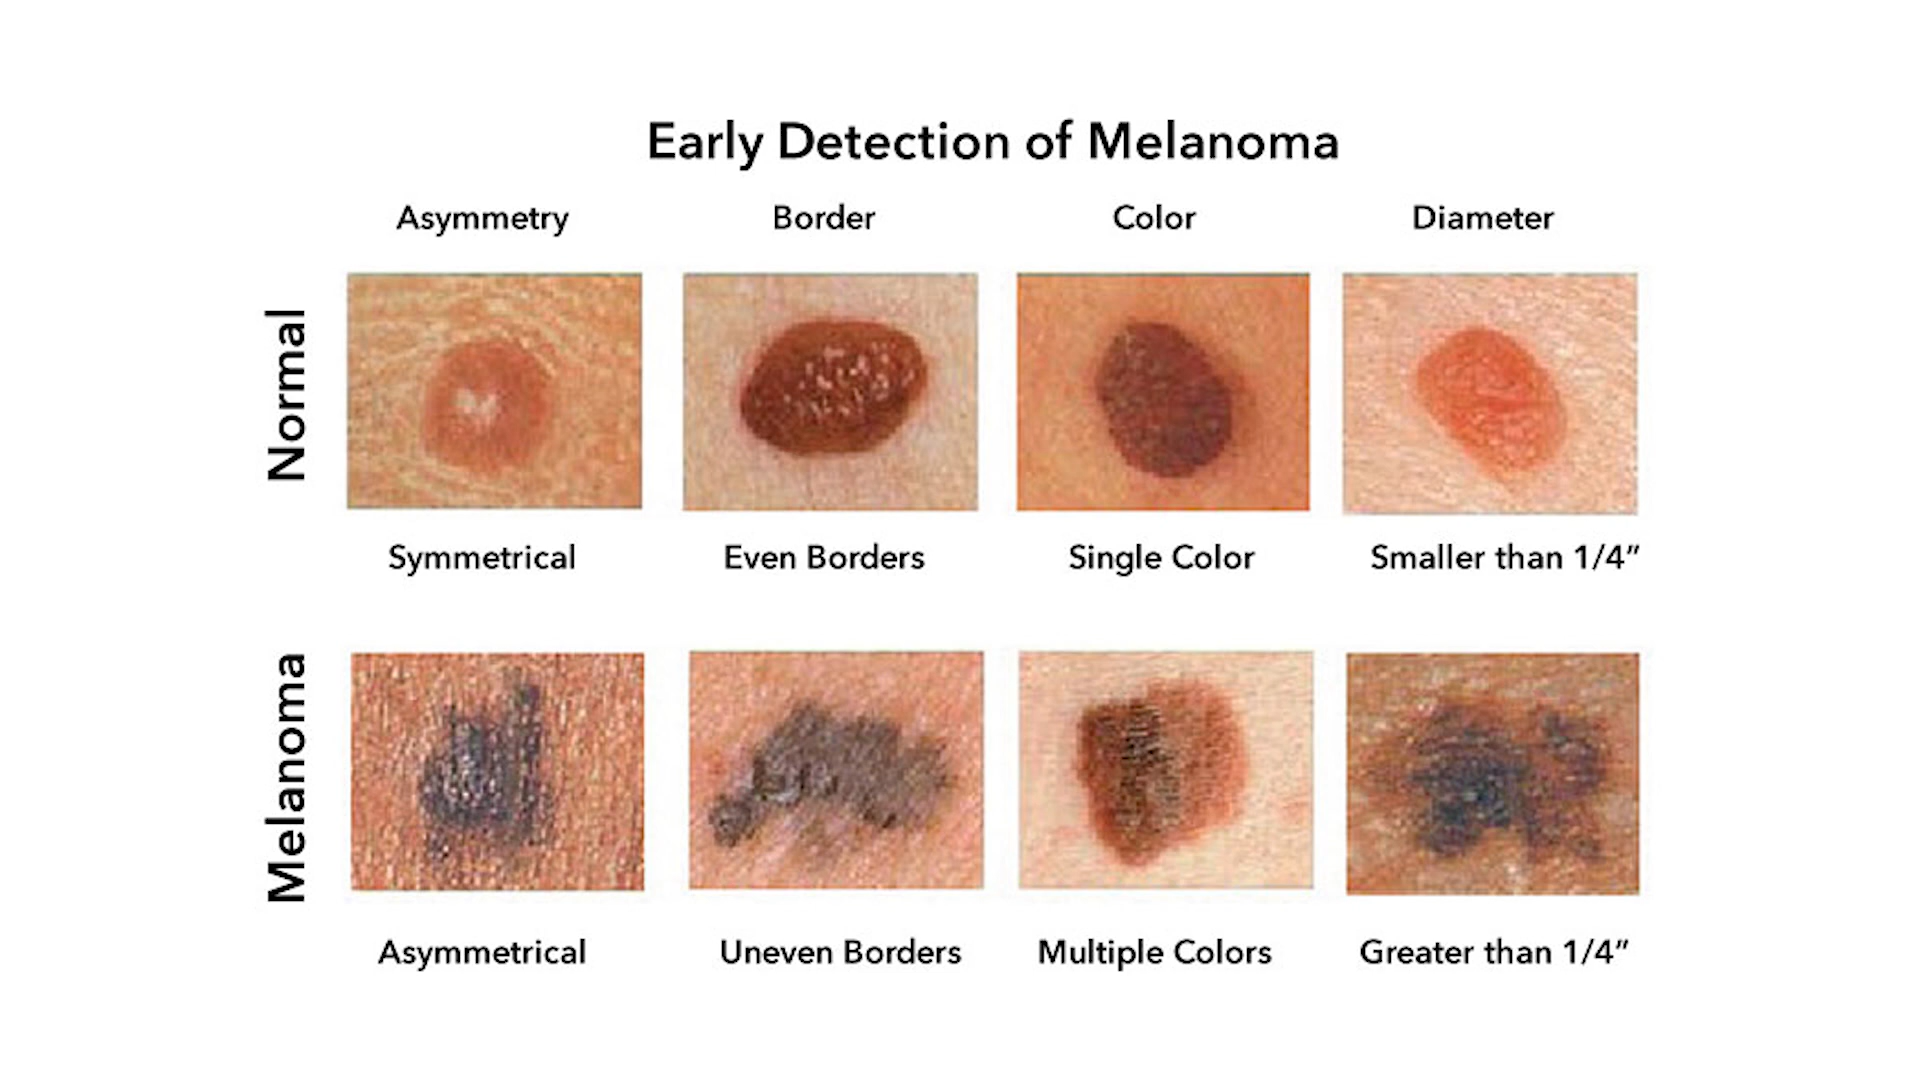 Early Detection of Melanoma
Asymmetry
Border
Color
Diameter
Normal
Symmetrical
Even Borders
Single Color
Smaller than 1/4”
Melanoma
Asymmetrical
Uneven Borders
Multiple Colors
Greater than 1/4”